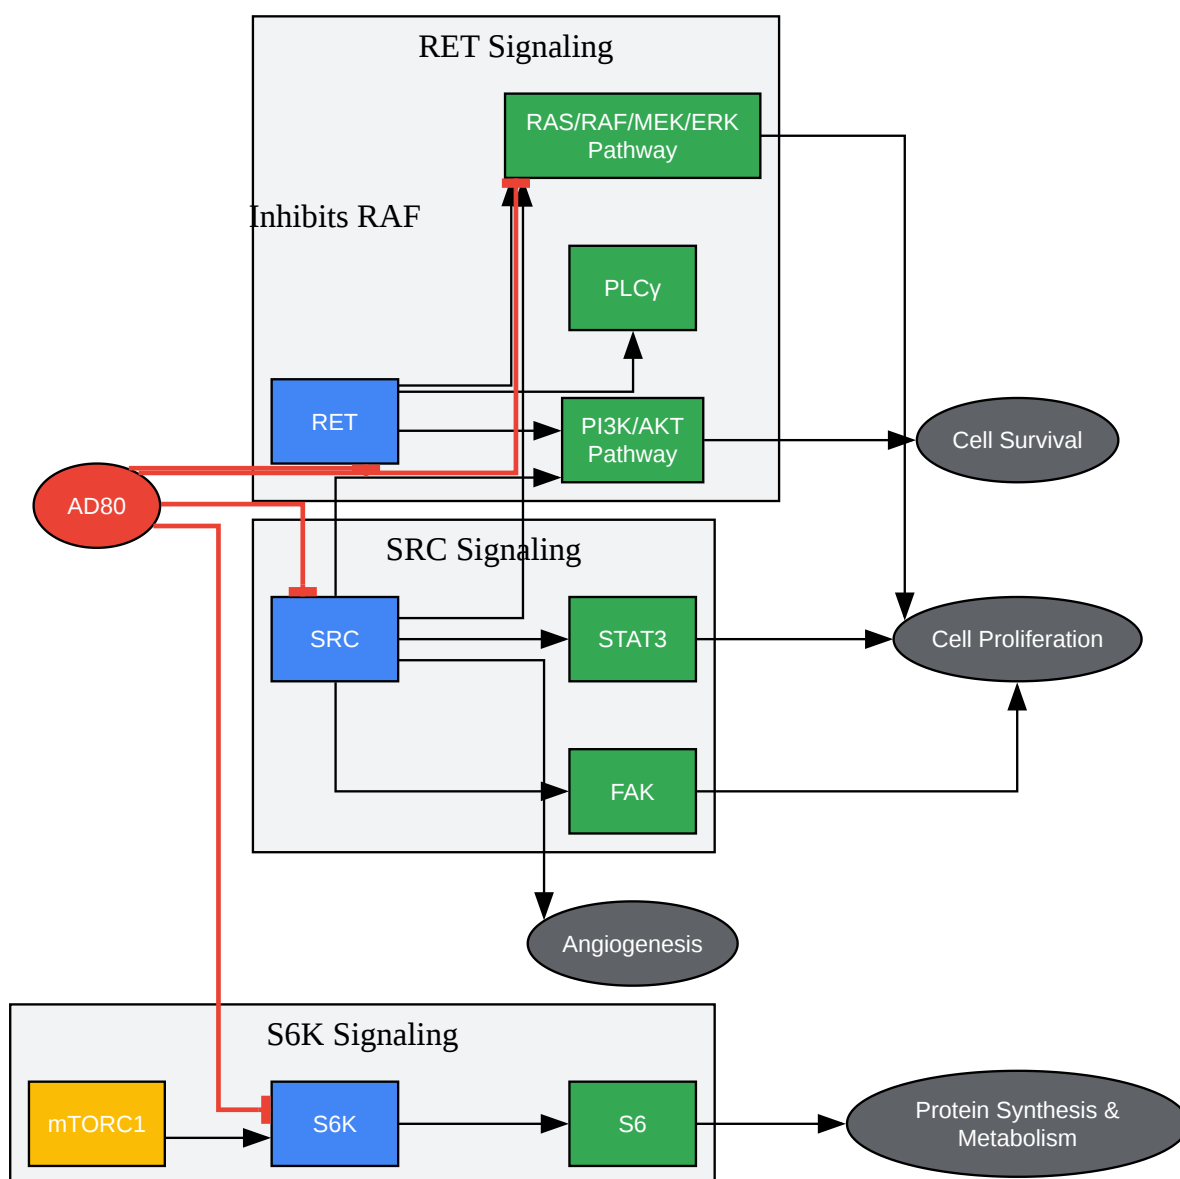 RET Signaling
RAS/RAF/MEK/ERK
Pathway
Inhibits RAF
PLCγ
RET
PI3K/AKT
Pathway
Cell Survival
AD80
SRC Signaling
SRC
STAT3
Cell Proliferation
FAK
Angiogenesis
S6K Signaling
mTORC1
S6K
S6
Protein Synthesis &
Metabolism